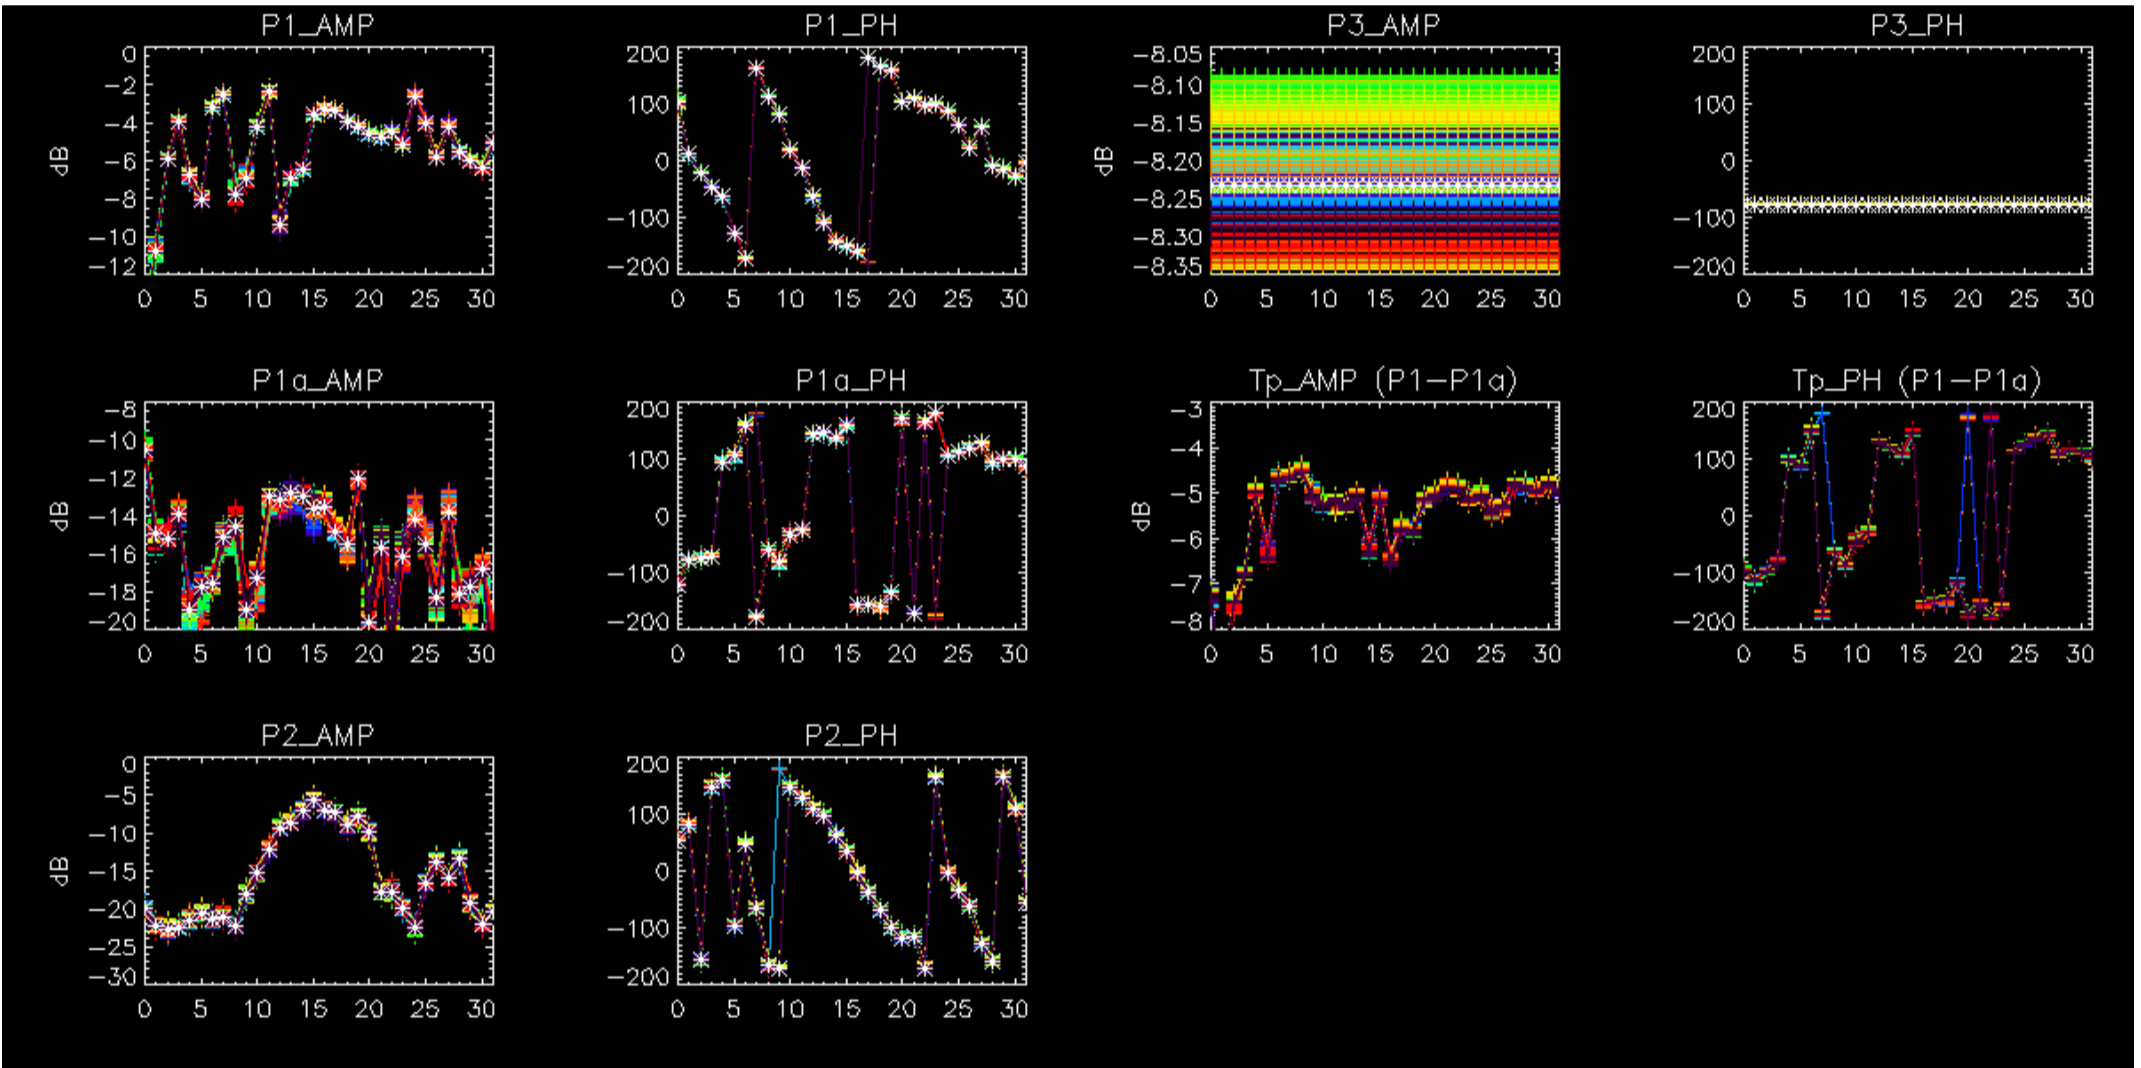 P1_AMP
0
-2
-4
-6
-8
-10
-12
dB
0 5 10 15 20 25 30
P1_PH
200
100
0
-100
-200
0 5 10 15 20 25 30
P3_AMP
-8.05
-8.10
-8.15
-8.20
-8.25
-8.30
-8.35
dB
0 5 10 15 20 25 30
P3_PH
200
100
0
-100
-200
0 5 10 15 20 25 30
P1a_AMP
-8
-10
-12
-14
-16
-18
-20
dB
0 5 10 15 20 25 30
P1a_PH
200
100
0
-100
-200
0 5 10 15 20 25 30
Tp_AMP (P1-P1a)
-3
-4
-5
-6
-7
-8
dB
0 5 10 15 20 25 30
Tp_PH (P1-P1a)
200
100
0
-100
-200
0 5 10 15 20 25 30
P2_AMP
0
-5
-10
-15
-20
-25
-30
dB
0 5 10 15 20 25 30
P2_PH
200
100
0
-100
-200
0 5 10 15 20 25 30